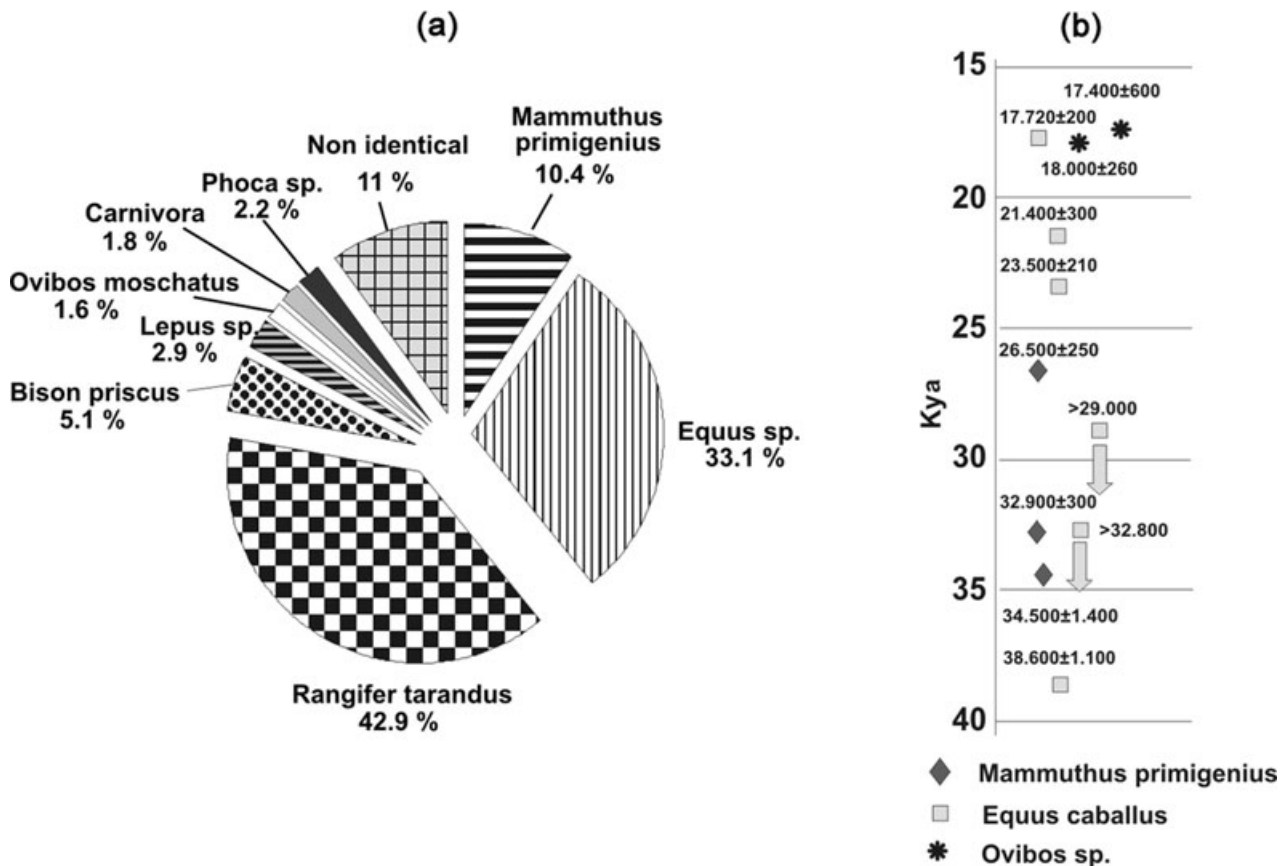 (a)
Non identical
11 %
Mammuthus
primigenius
10.4 %
Phoca sp.
2.2 %
Carnivora
1.8 %
Ovibos moschatus
1.6 %
Lepus sp.
2.9 %
Bison priscus
5.1 %
Equus sp.
33.1 %
Rangifer tarandus
42.9 %
(b)
Kya
15
20
25
30
35
40
17.400±600
17.720±200
18.000±260
21.400±300
23.500±210
26.500±250
>29.000
32.900±300
>32.800
34.500±1.400
38.600±1.100
Mammuthus primigenius
Equus caballus
Ovibos sp.